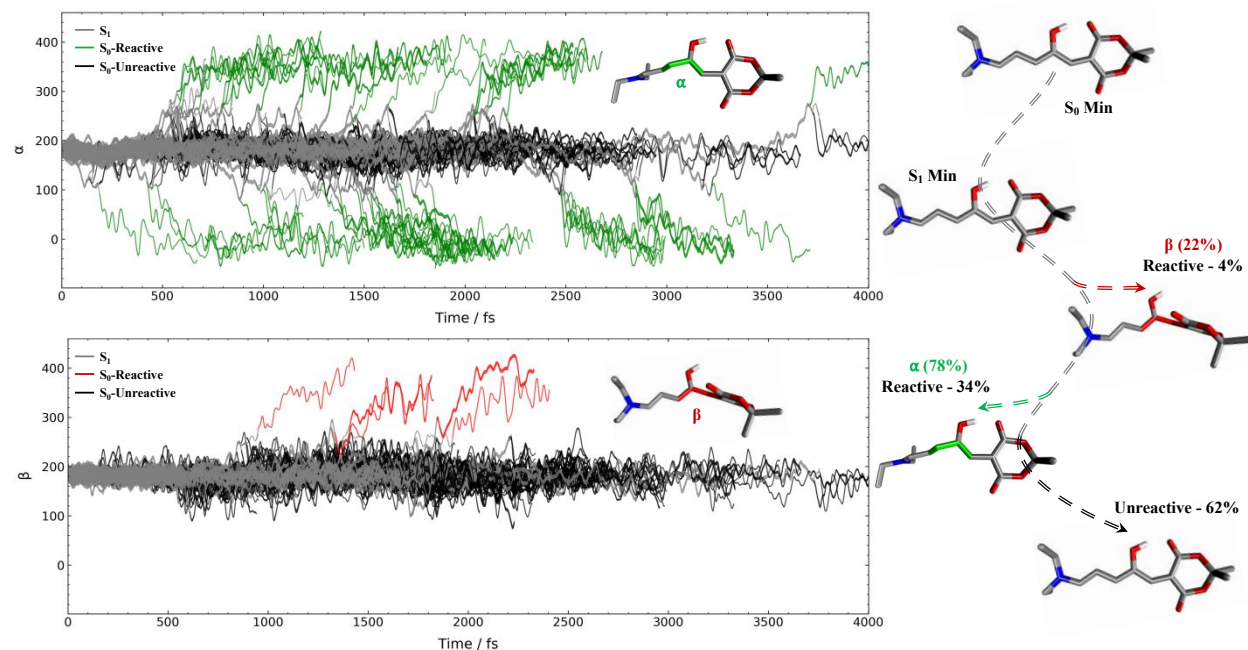 S₁
S₀-Reactive
S₀-Unreactive
α
400
300
200
100
0
α
0 500 1000 1500 2000 2500 3000 3500 4000
Time / fs
S₁
S₀-Reactive
S₀-Unreactive
β
400
300
200
100
0
β
0 500 1000 1500 2000 2500 3000 3500 4000
Time / fs
S₀ Min
S₁ Min
β (22%)
Reactive - 4%
α (78%)
Reactive - 34%
Unreactive - 62%